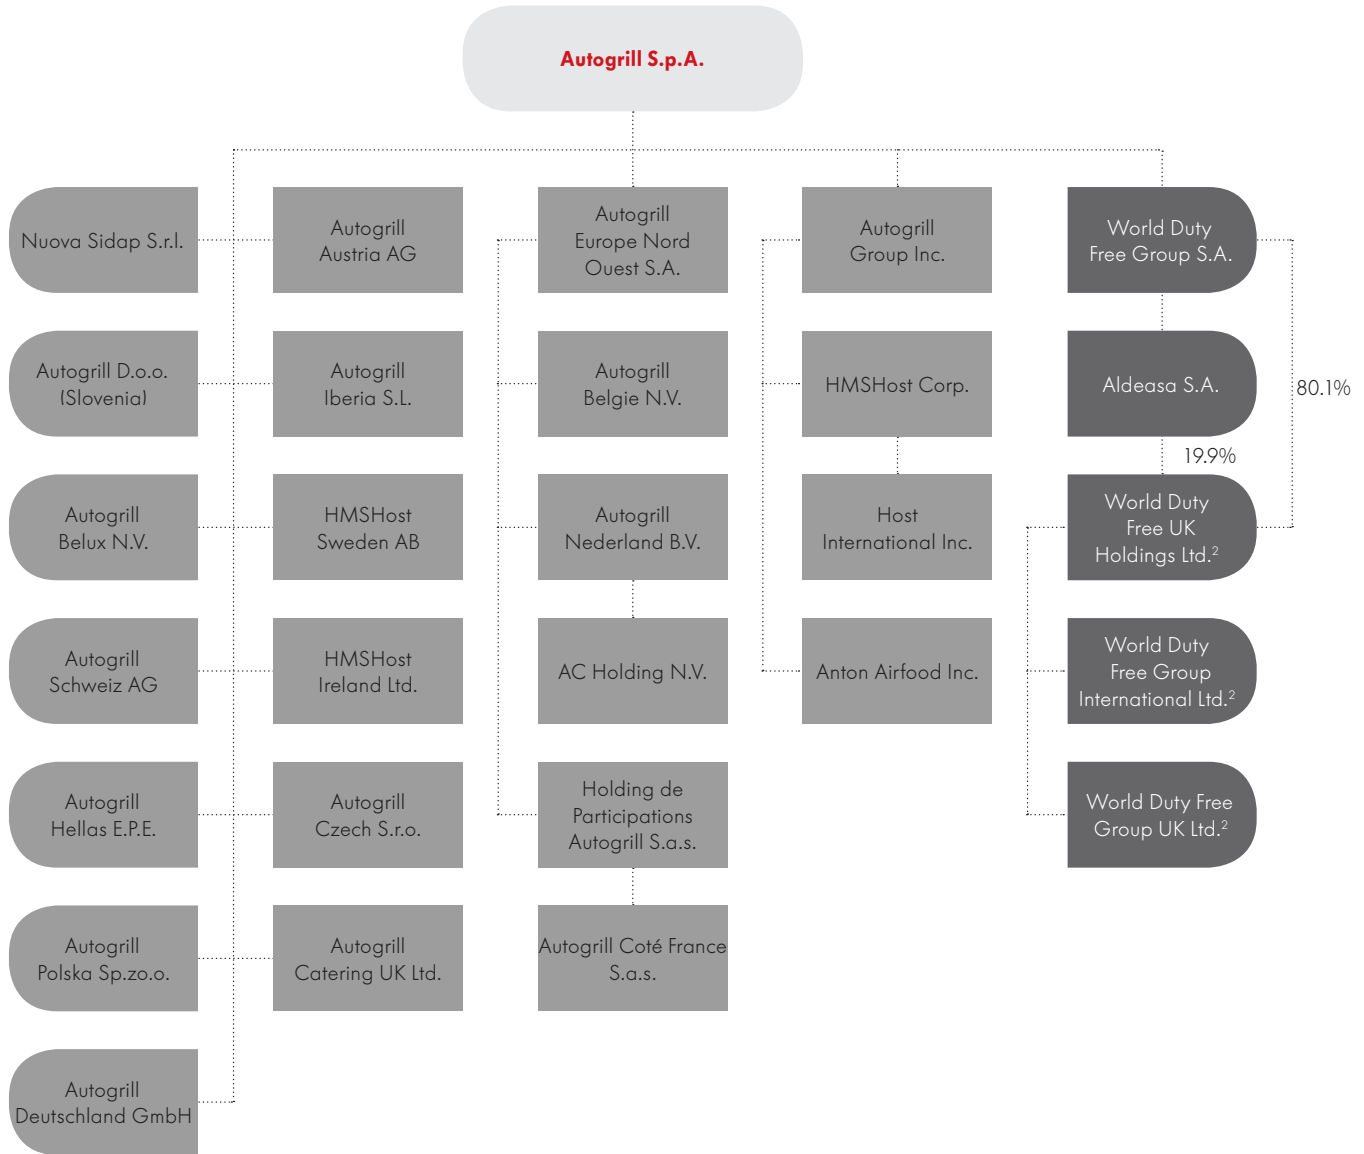 Autogrill S.p.A.
Nuova Sidap S.r.l.
Autogrill
Austria AG
Autogrill
Europe Nord
Ouest S.A.
Autogrill
Group Inc.
World Duty
Free Group S.A.
Autogrill D.o.o.
(Slovenia)
Autogrill
Iberia S.L.
Autogrill
Belgie N.V.
HMSHost Corp.
Aldeasa S.A.
80.1%
19.9%
Autogrill
Belux N.V.
HMSHost
Sweden AB
Autogrill
Nederland B.V.
Host
International Inc.
World Duty
Free UK
Holdings Ltd.²
Autogrill
Schweiz AG
HMSHost
Ireland Ltd.
AC Holding N.V.
Anton Airfood Inc.
World Duty
Free Group
International Ltd.²
Autogrill
Hellas E.P.E.
Autogrill
Czech S.r.o.
Holding de
Participations
Autogrill S.a.s.
World Duty Free
Group UK Ltd.²
Autogrill
Polska Sp.zo.o.
Autogrill
Catering UK Ltd.
Autogrill Coté France
S.a.s.
Autogrill
Deutschland GmbH